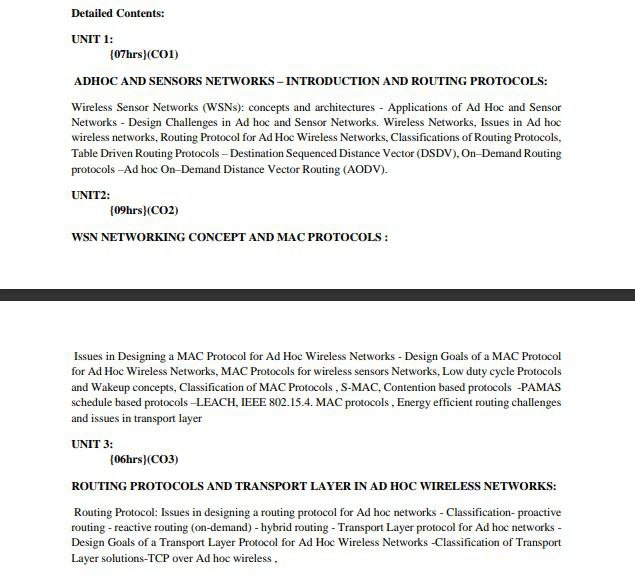 Detailed Contents:
UNIT 1:
{07hrs}(CO1)
ADHOC AND SENSORS NETWORKS – INTRODUCTION AND ROUTING PROTOCOLS:
Wireless Sensor Networks (WSNs): concepts and architectures - Applications of Ad Hoc and Sensor
Networks - Design Challenges in Ad hoc and Sensor Networks. Wireless Networks, Issues in Ad hoc
wireless networks, Routing Protocol for Ad Hoc Wireless Networks, Classifications of Routing Protocols,
Table Driven Routing Protocols – Destination Sequenced Distance Vector (DSDV), On–Demand Routing
protocols –Ad hoc On–Demand Distance Vector Routing (AODV).
UNIT2:
{09hrs}(CO2)
WSN NETWORKING CONCEPT AND MAC PROTOCOLS :
Issues in Designing a MAC Protocol for Ad Hoc Wireless Networks - Design Goals of a MAC Protocol
for Ad Hoc Wireless Networks, MAC Protocols for wireless sensors Networks, Low duty cycle Protocols
and Wakeup concepts, Classification of MAC Protocols , S-MAC, Contention based protocols -PAMAS
schedule based protocols –LEACH, IEEE 802.15.4. MAC protocols , Energy efficient routing challenges
and issues in transport layer
UNIT 3:
{06hrs}(CO3)
ROUTING PROTOCOLS AND TRANSPORT LAYER IN AD HOC WIRELESS NETWORKS:
Routing Protocol: Issues in designing a routing protocol for Ad hoc networks - Classification- proactive
routing - reactive routing (on-demand) - hybrid routing - Transport Layer protocol for Ad hoc networks -
Design Goals of a Transport Layer Protocol for Ad Hoc Wireless Networks -Classification of Transport
Layer solutions-TCP over Ad hoc wireless ,